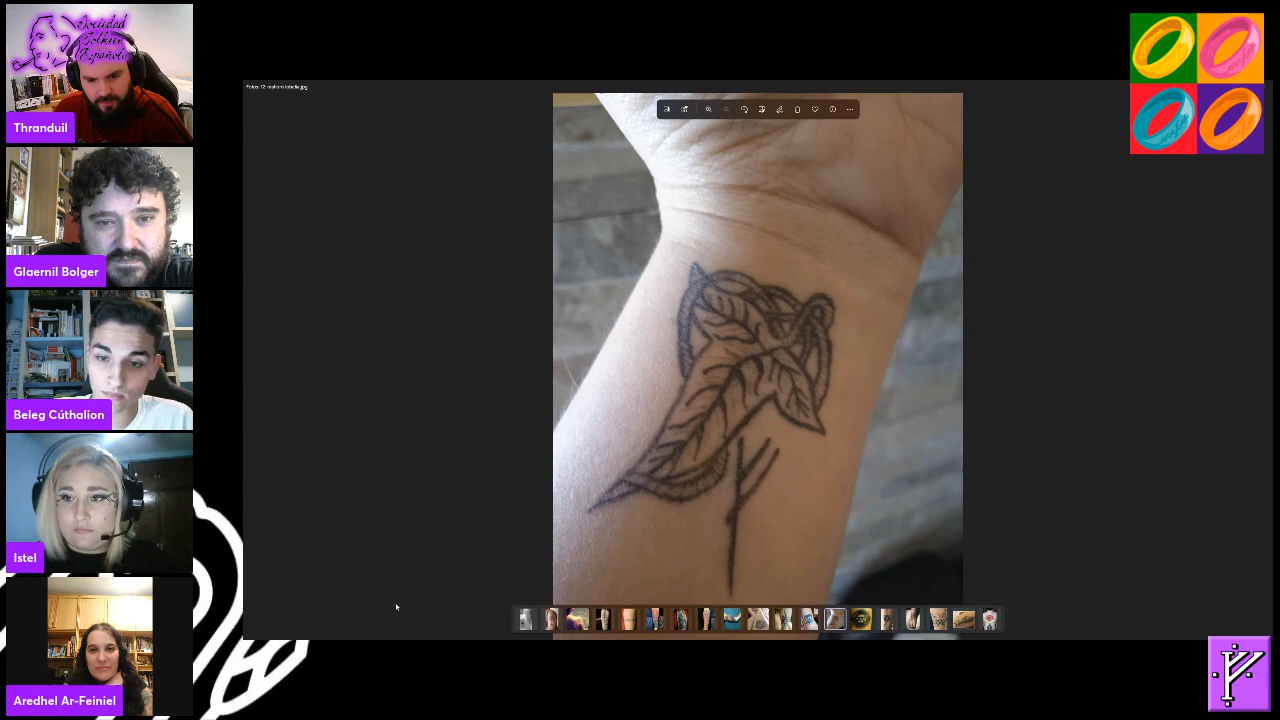 Sociedad
Tolkien
Española
Thranduil
Glaernil Bolger
Beleg Cúthalion
Istel
Aredhel Ar-Feiniel